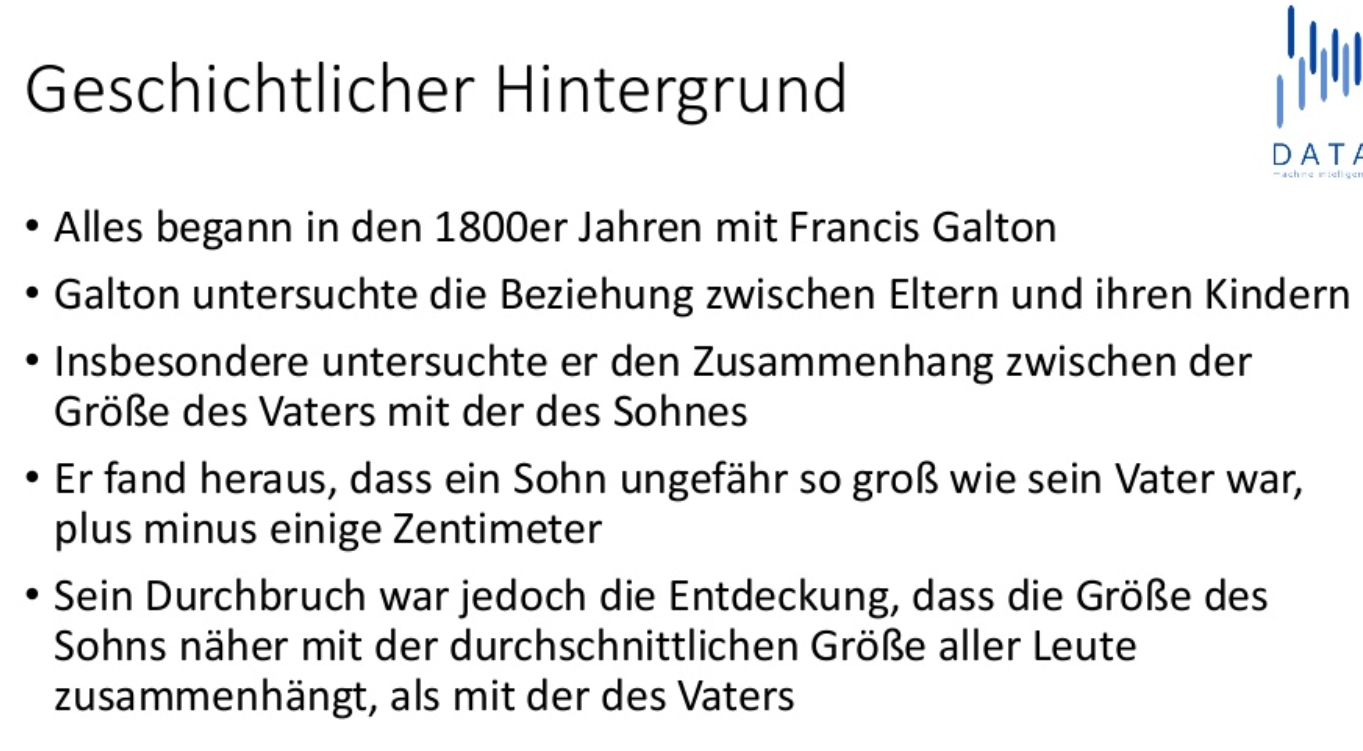 Geschichtlicher Hintergrund
DATA
machine intelligen
• Alles begann in den 1800er Jahren mit Francis Galton
• Galton untersuchte die Beziehung zwischen Eltern und ihren Kindern
• Insbesondere untersuchte er den Zusammenhang zwischen der
Größe des Vaters mit der des Sohnes
• Er fand heraus, dass ein Sohn ungefähr so groß wie sein Vater war,
plus minus einige Zentimeter
• Sein Durchbruch war jedoch die Entdeckung, dass die Größe des
Sohns näher mit der durchschnittlichen Größe aller Leute
zusammenhängt, als mit der des Vaters